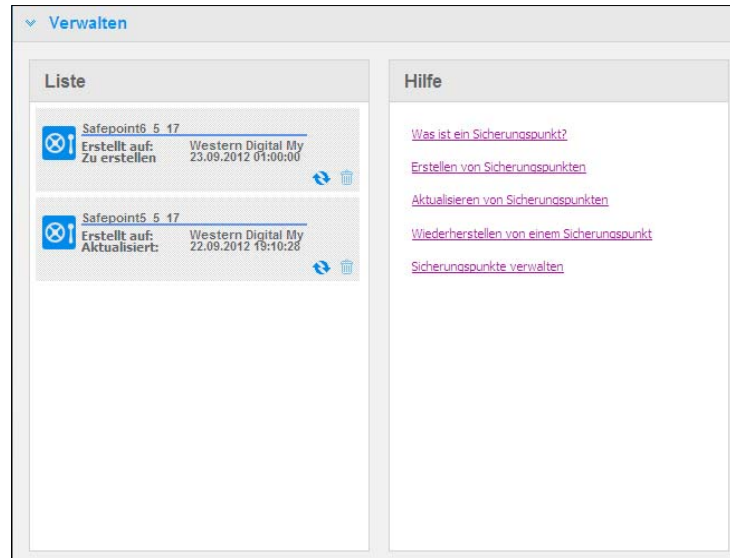 Verwalten
Liste
Safepoint6_5_17
Erstellt auf: Western Digital My
Zu erstellen 23.09.2012 01:00:00
Safepoint5_5_17
Erstellt auf: Western Digital My
Aktualisiert: 22.09.2012 19:10:28
Hilfe
Was ist ein Sicherungspunkt?
Erstellen von Sicherungspunkten
Aktualisieren von Sicherungspunkten
Wiederherstellen von einem Sicherungspunkt
Sicherungspunkte verwalten